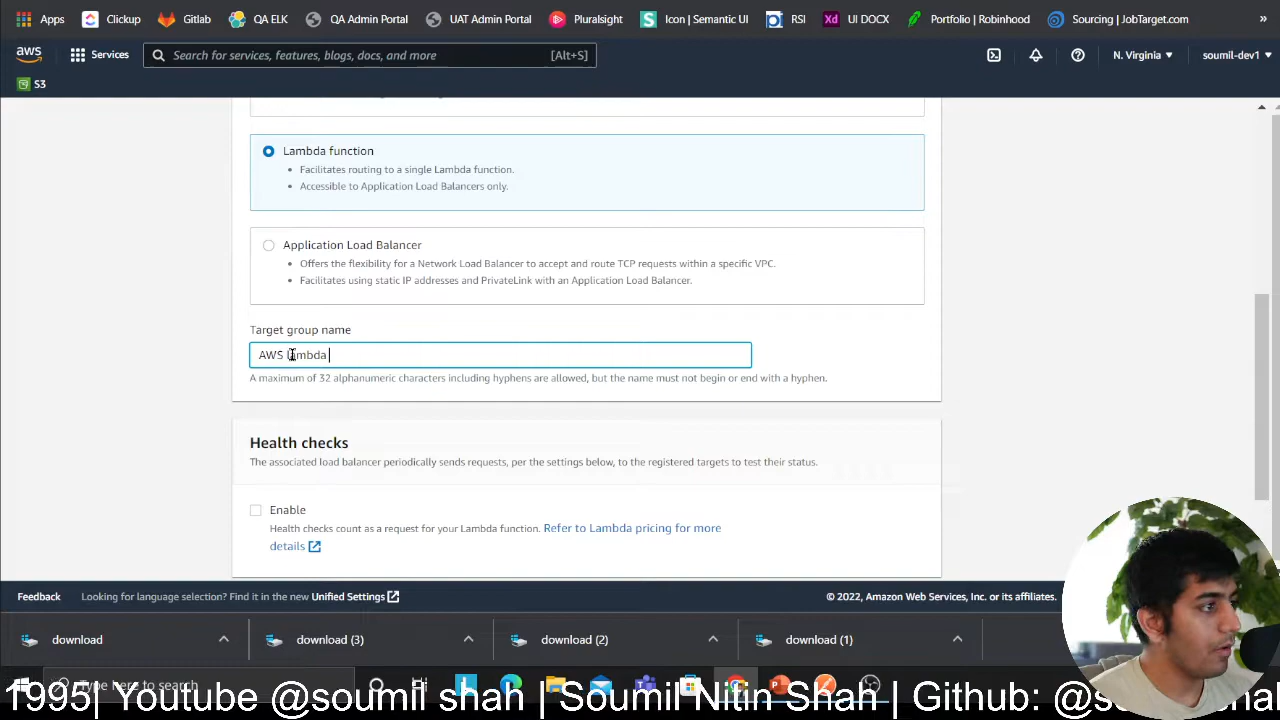 Apps Clickup Gitlab QA ELK QA Admin Portal UAT Admin Portal Pluralsight Icon | Semantic UI RSI Xd UI DOCX Portfolio | Robinhood Sourcing | JobTarget.com »
aws Services Search for services, features, blogs, docs, and more [Alt+S] N. Virginia soumil-dev1
S3
Lambda function
Facilitates routing to a single Lambda function.
Accessible to Application Load Balancers only.
Application Load Balancer
Offers the flexibility for a Network Load Balancer to accept and route TCP requests within a specific VPC.
Facilitates using static IP addresses and PrivateLink with an Application Load Balancer.
Target group name
AWS
A maximum of 32 alphanumeric characters including hyphens are allowed, but the name must not begin or end with a hyphen.
Health checks
The associated load balancer periodically sends requests, per the settings below, to the registered targets to test their status.
Enable
Health checks count as a request for your Lambda function. Refer to Lambda pricing for more
details
Feedback Looking for language selection? Find it in the new Unified Settings © 2022, Amazon Web Services, Inc. or its affiliates.
download download (3) download (2) download (1)
Type here to search
1995| Youtube @soumil shah | Soumil Nitin Shah | Github: